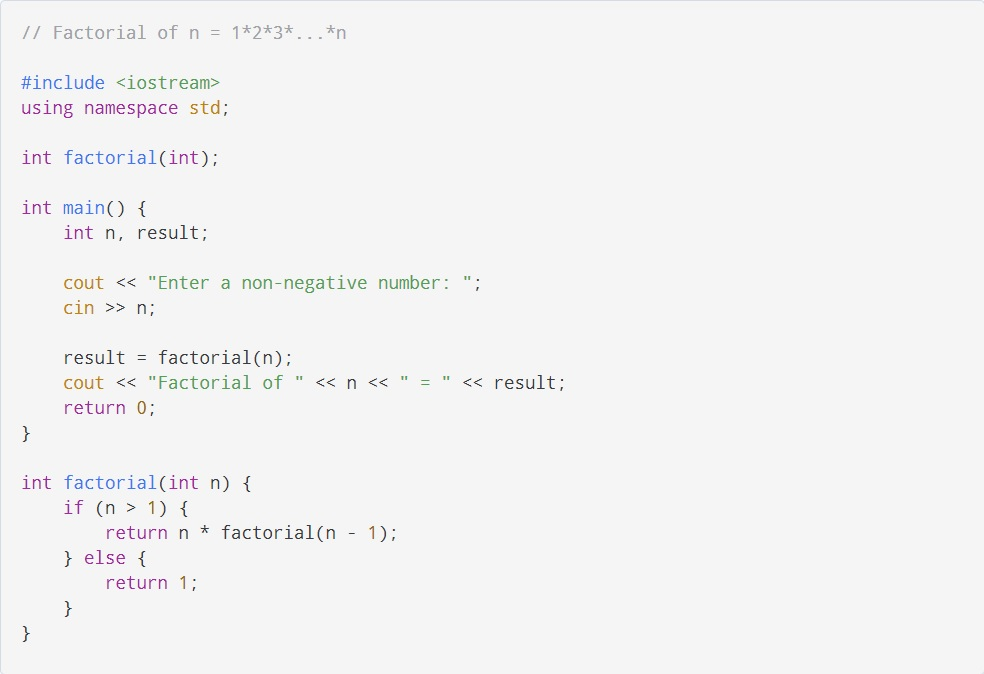 // Factorial of n = 1*2*3*...*n

#include <iostream>
using namespace std;

int factorial(int);

int main() {
    int n, result;

    cout << "Enter a non-negative number: ";
    cin >> n;

    result = factorial(n);
    cout << "Factorial of " << n << " = " << result;
    return 0;
}

int factorial(int n) {
    if (n > 1) {
        return n * factorial(n - 1);
    } else {
        return 1;
    }
}